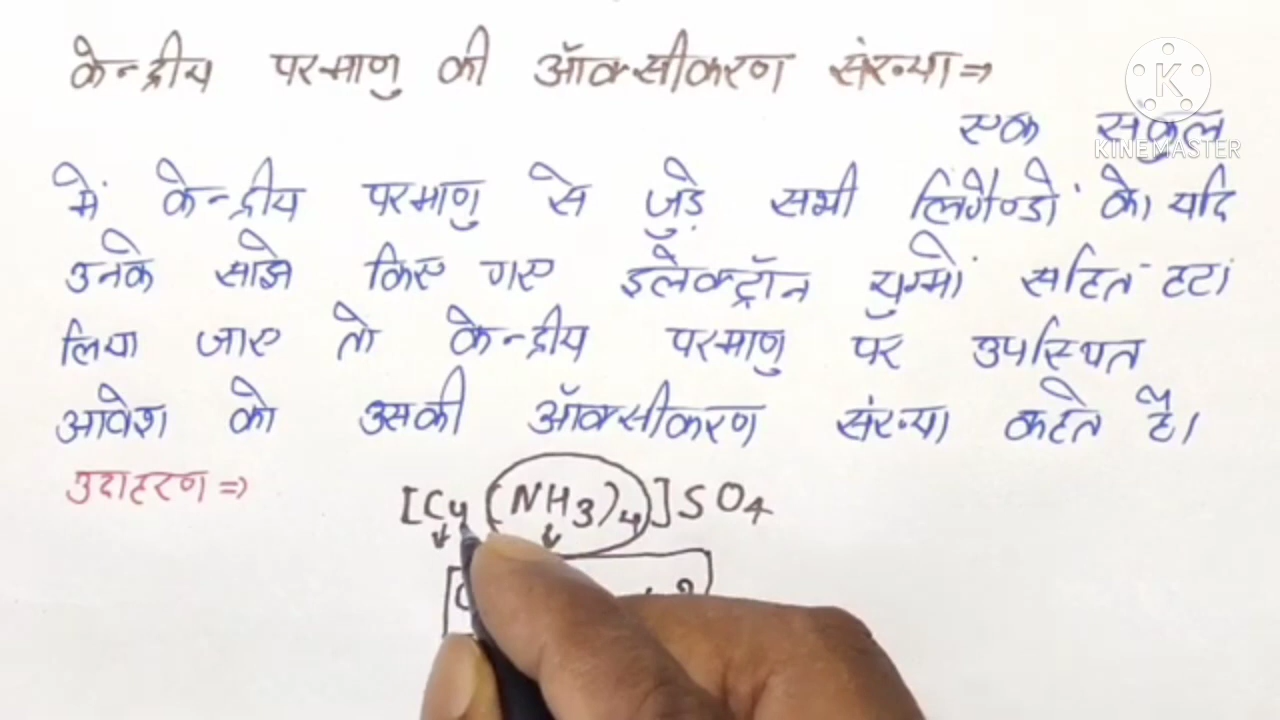 केन्द्रीय परमाणु की ऑक्सीकरण संख्या⇒
K
KINEMASTER
एक संकुल
में केन्द्रीय परमाणु से जुड़े सभी लिगैण्डों को यदि
उनके साझे किए गए इलेक्ट्रॉन युग्मों सहित हटा
लिया जाए तो केन्द्रीय परमाणु पर उपस्थित
आवेश को उसकी ऑक्सीकरण संख्या कहते है।
उदाहरण⇒ [Cu(NH3)4]SO4